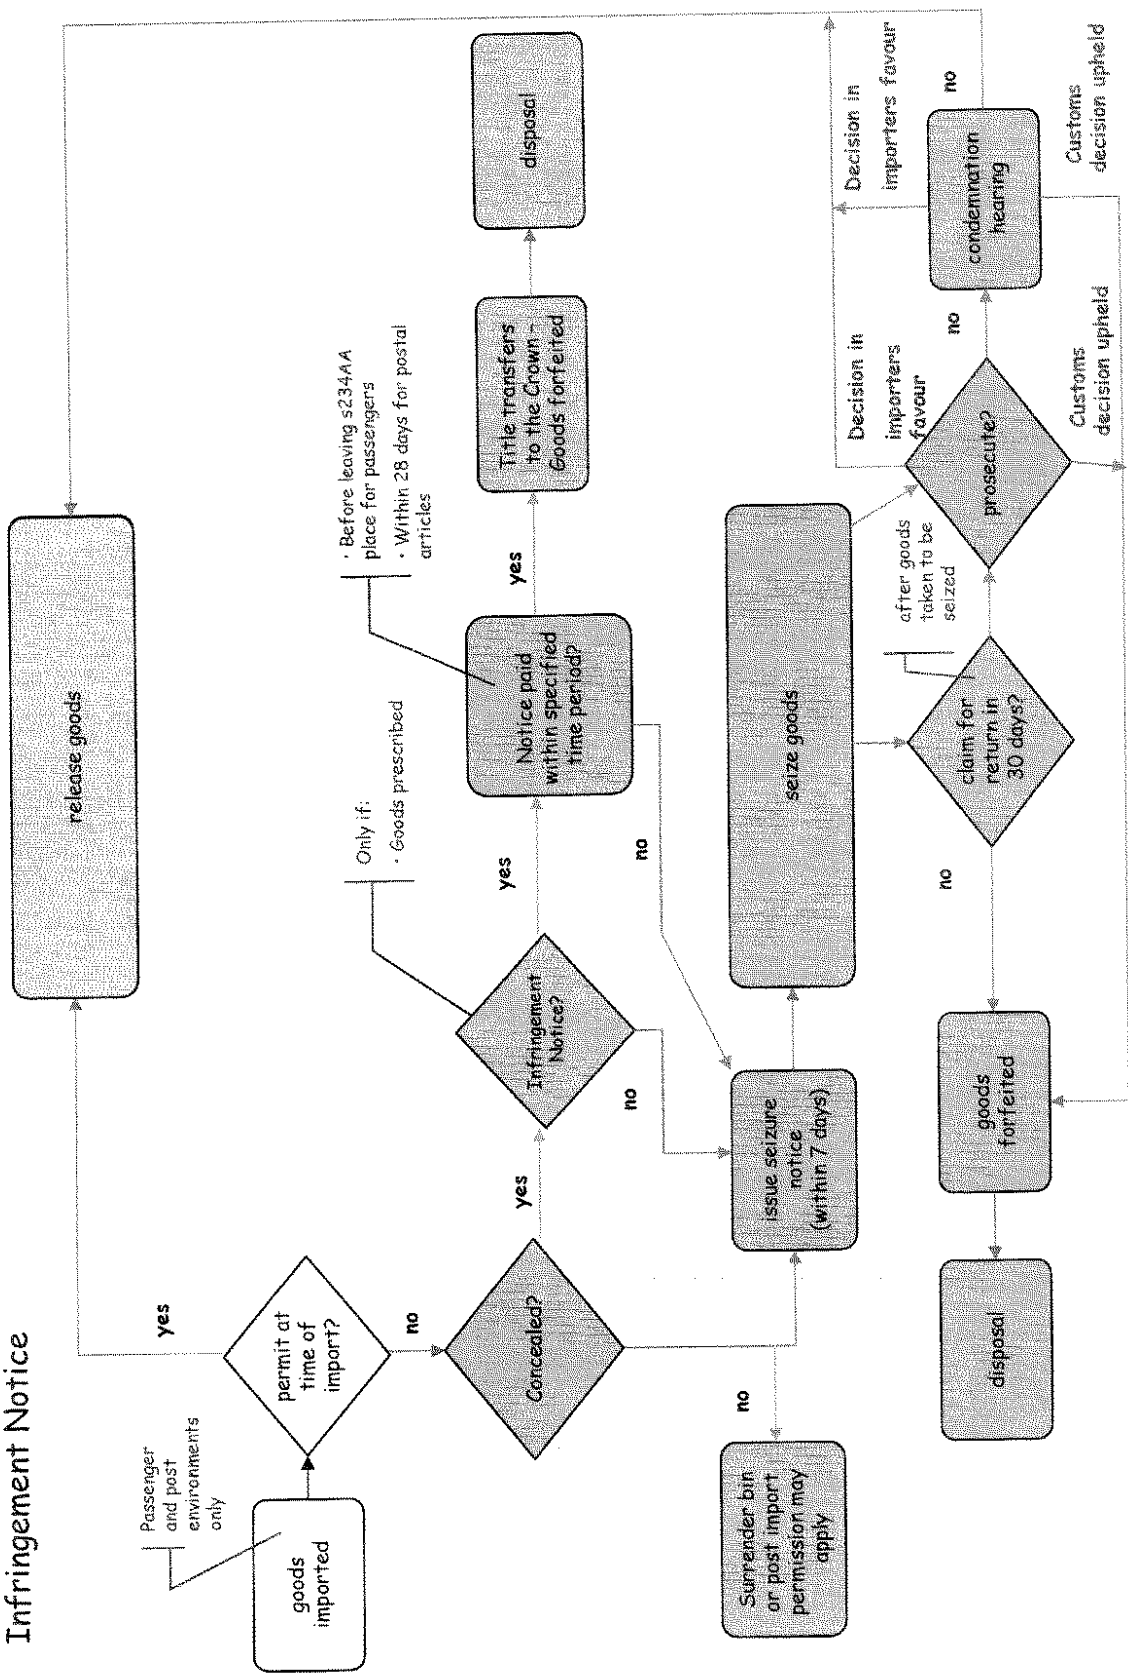 Infringement Notice
Passenger
and post
environments
only
goods
imported
permit at
time of
import?
yes
no
release goods
Concealed?
yes
no
Surrender bin
or post import
permission may
apply
Infringement
Notice?
Only if:
· Goods prescribed
yes
no
Notice paid
within specified
time period?
· Before leaving s234AA
place for passengers
· Within 28 days for postal
articles
yes
no
Title transfers
to the Crown -
Goods forfeited
disposal
issue seizure
notice
(within 7 days)
seize goods
claim for
return in
30 days?
after goods
taken to be
seized
no
goods
forfeited
disposal
prosecute?
Decision in
importers
favour
no
Customs
decision upheld
condemnation
hearing
Decision in
importers favour
no
Customs
decision upheld